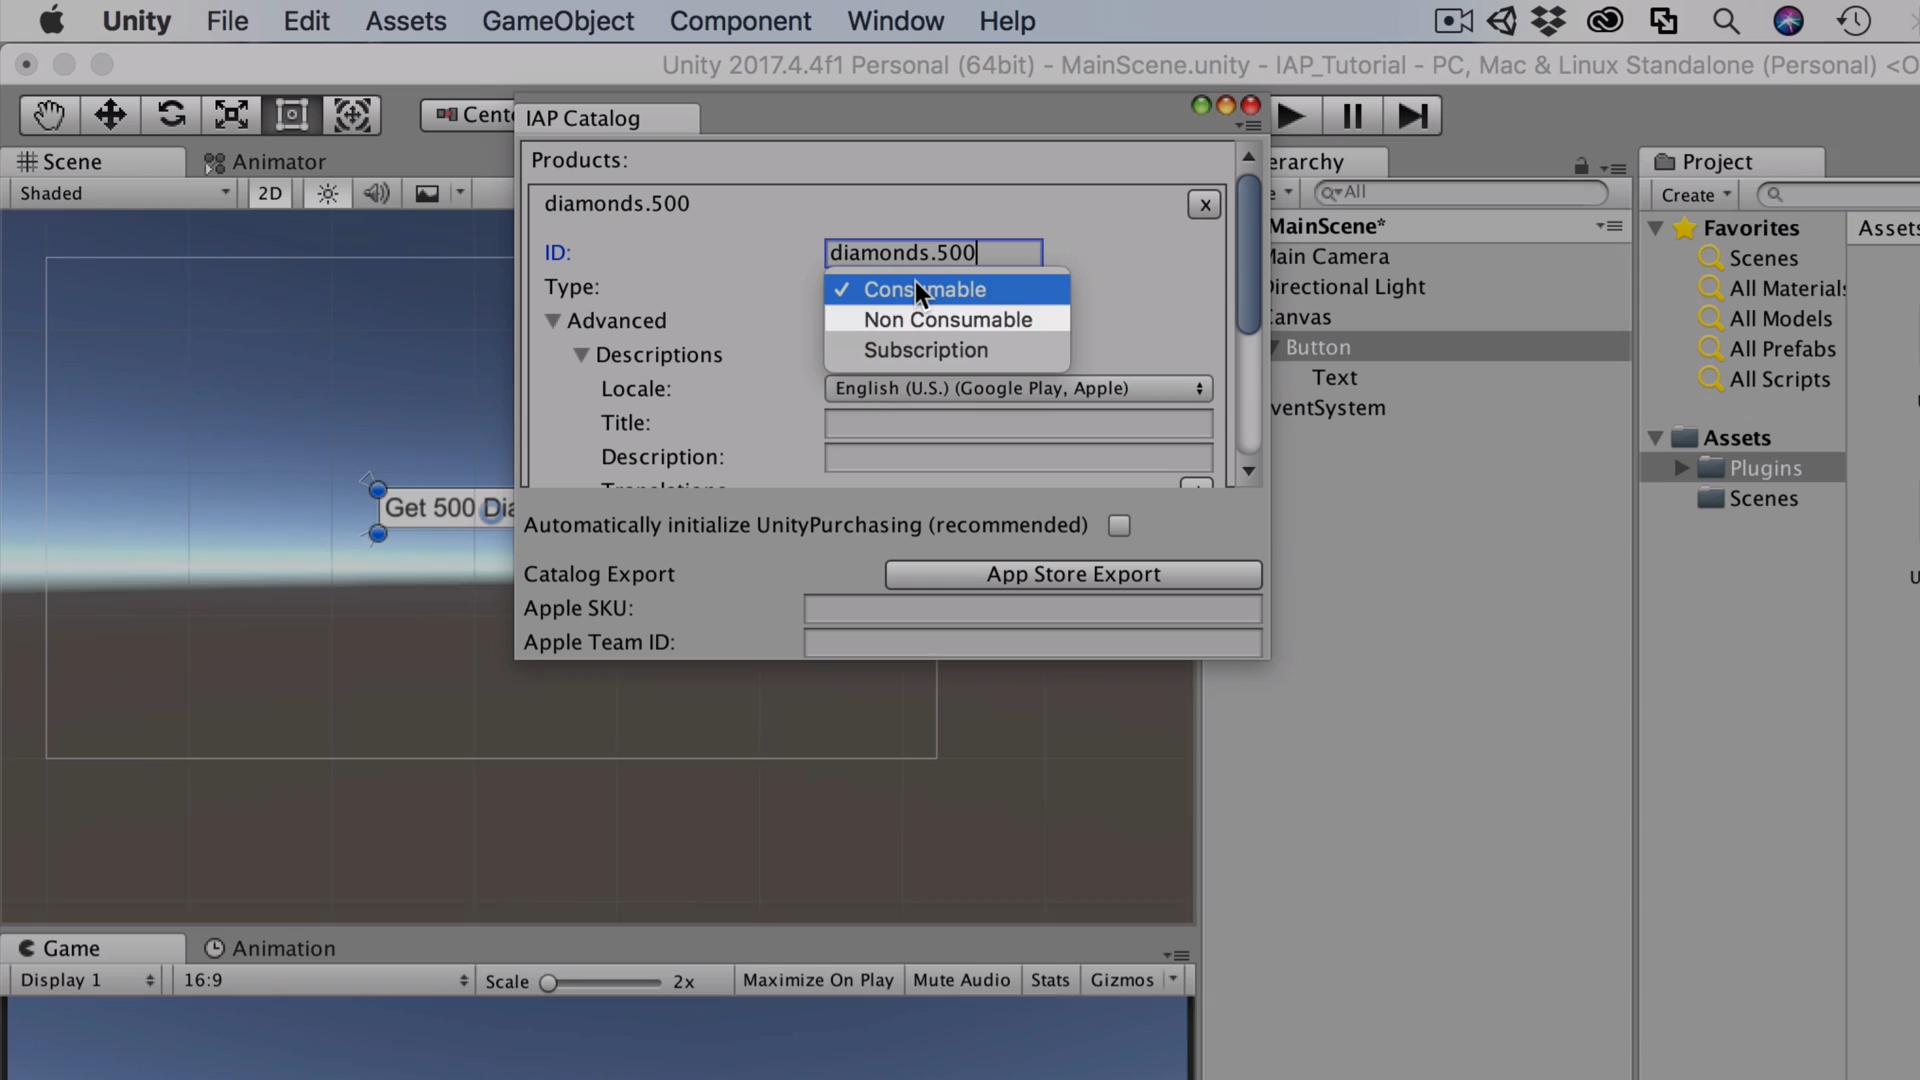 Unity File Edit Assets GameObject Component Window Help
Unity 2017.4.4f1 Personal (64bit) - MainScene.unity - IAP_Tutorial - PC, Mac & Linux Standalone (Personal) <O
Cent
IAP Catalog
Products:
diamonds.500
x
ID:
diamonds.500
Type:
Consumable
Non Consumable
Subscription
Advanced
Descriptions
Locale:
English (U.S.) (Google Play, Apple)
Title:
Description:
Automatically initialize UnityPurchasing (recommended)
Catalog Export
App Store Export
Apple SKU:
Apple Team ID:
Scene
Animator
Shaded
2D
Get 500 Dia
erarchy
e
All
MainScene*
Main Camera
Directional Light
Canvas
Button
Text
ventSystem
Project
Create
Favorites
Scenes
All Materials
All Models
All Prefabs
All Scripts
Assets
Plugins
Scenes
Assets
Game
Animation
Display 1
16:9
Scale
2x
Maximize On Play
Mute Audio
Stats
Gizmos